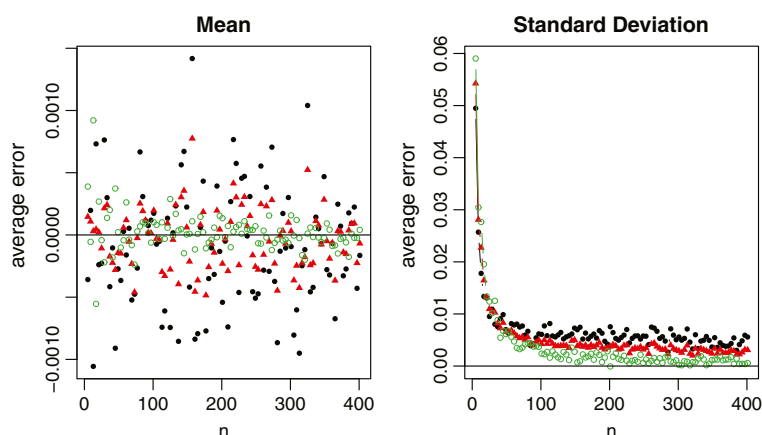 Mean
average error
0.0010
0.0000
−0.0010
0 100 200 300 400
n
Standard Deviation
average error
0.06
0.05
0.04
0.03
0.02
0.01
0.00
0 100 200 300 400
n